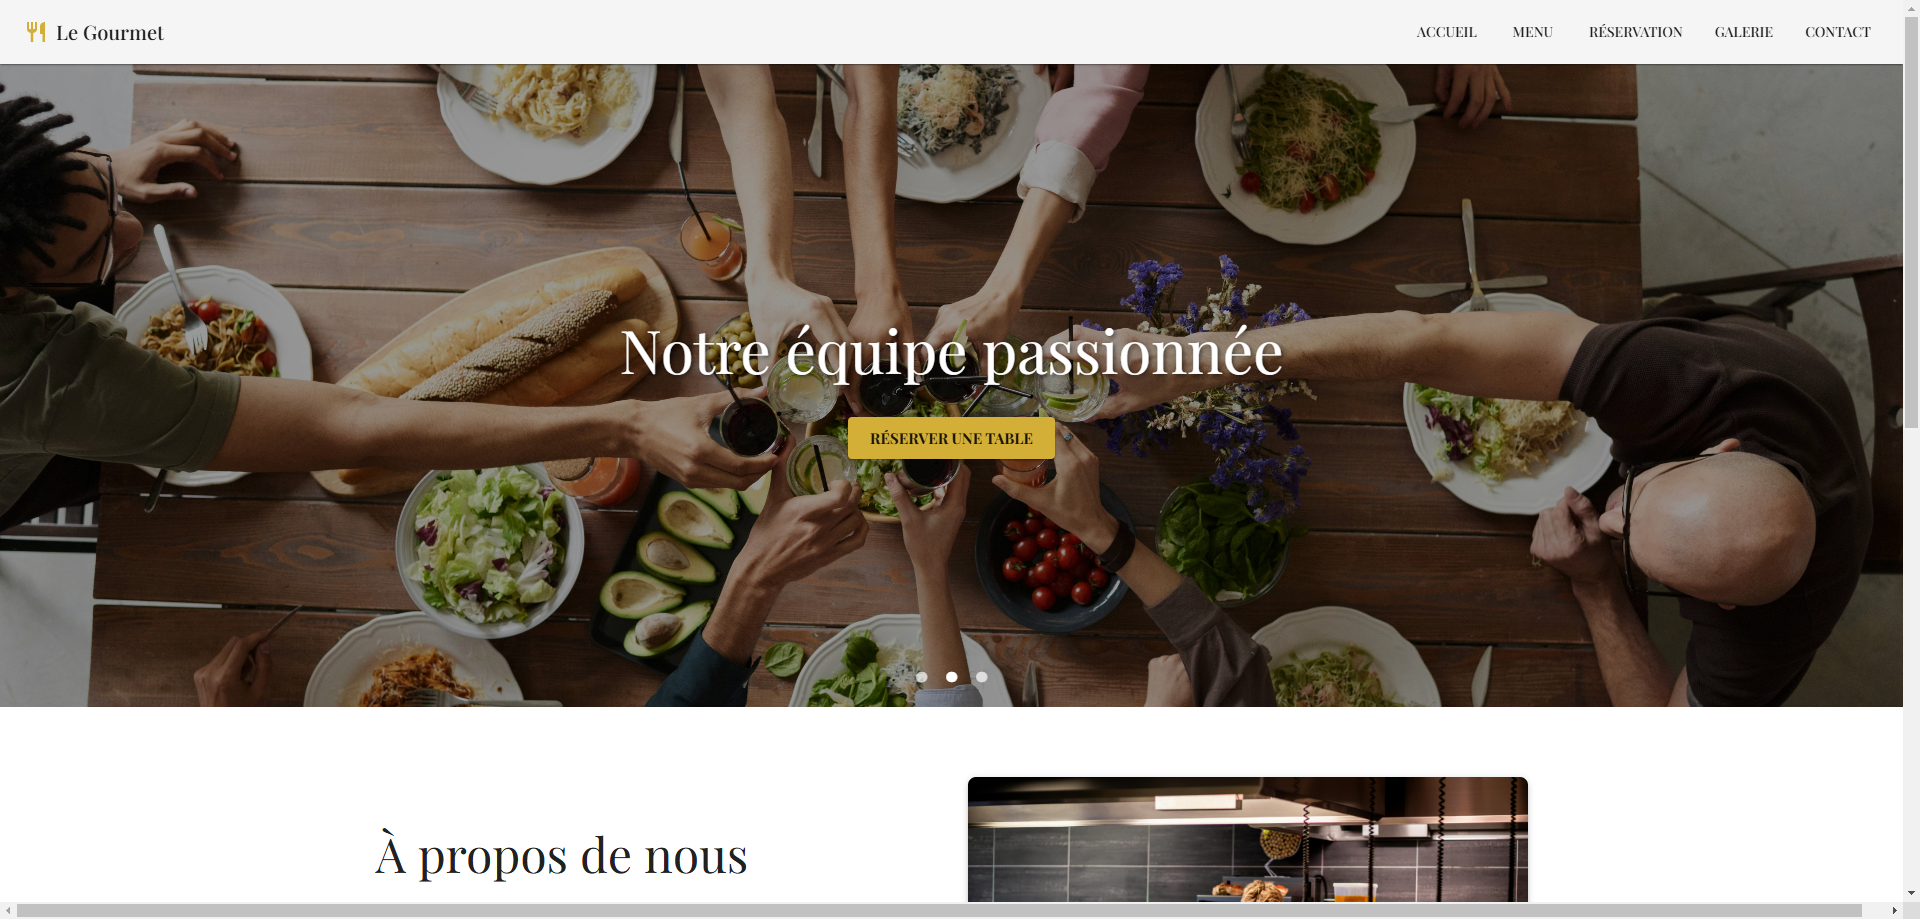 Le Gourmet
ACCUEIL MENU RÉSERVATION GALERIE CONTACT
Notre équipe passionnée
RÉSERVER UNE TABLE
À propos de nous